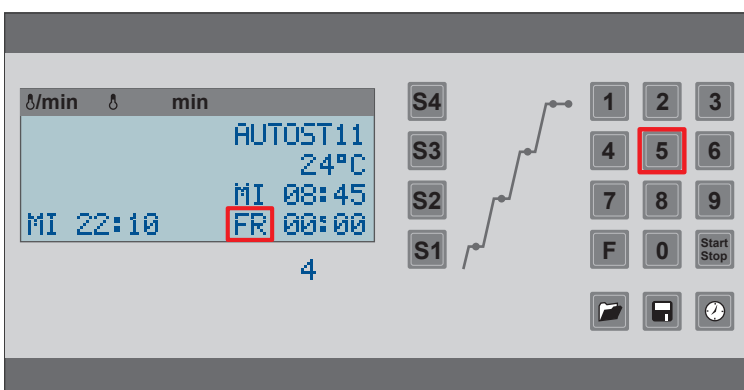 /min min
AUTOST11
24°C
MI 08:45
MI 22:10 FR 00:00
4
S4
S3
S2
S1
1 2 3
4 5 6
7 8 9
F 0 Start
Stop